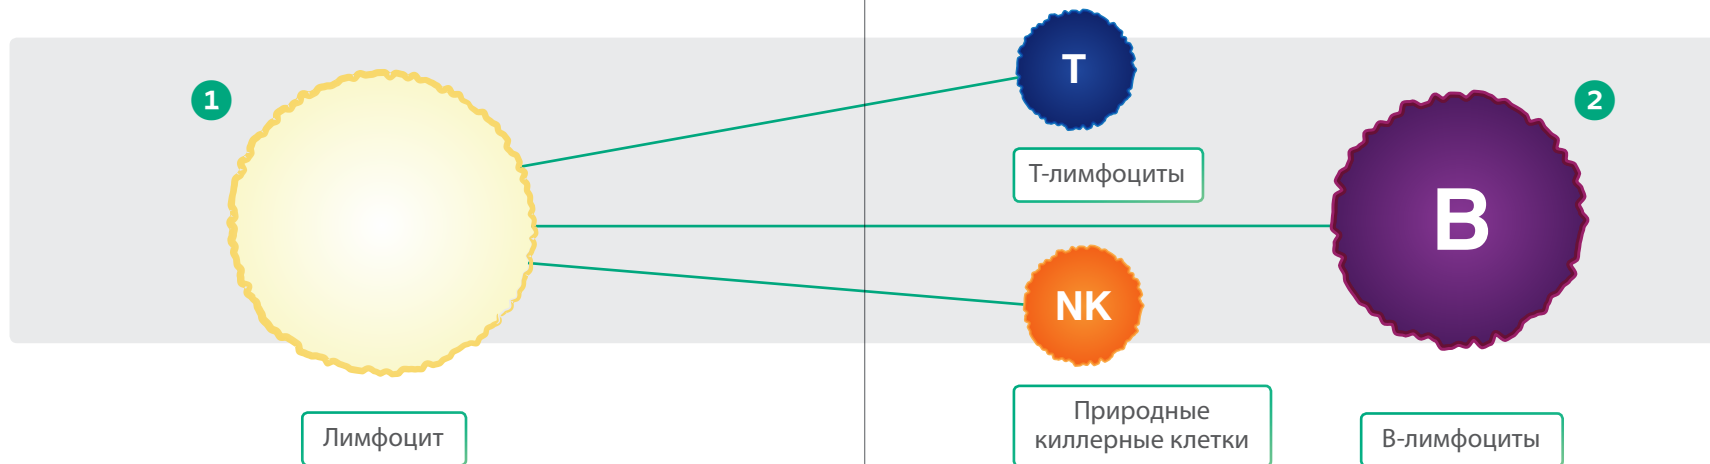 1
T
2
Т-лимфоциты
B
NK
Лимфоцит
Природные
киллерные клетки
В-лимфоциты